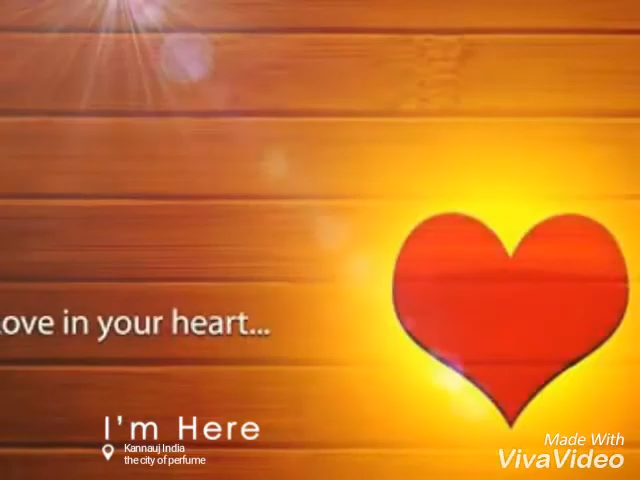 ove in your heart...
I'm Here
Kannauj India
the city of perfume
Made With
VivaVideo